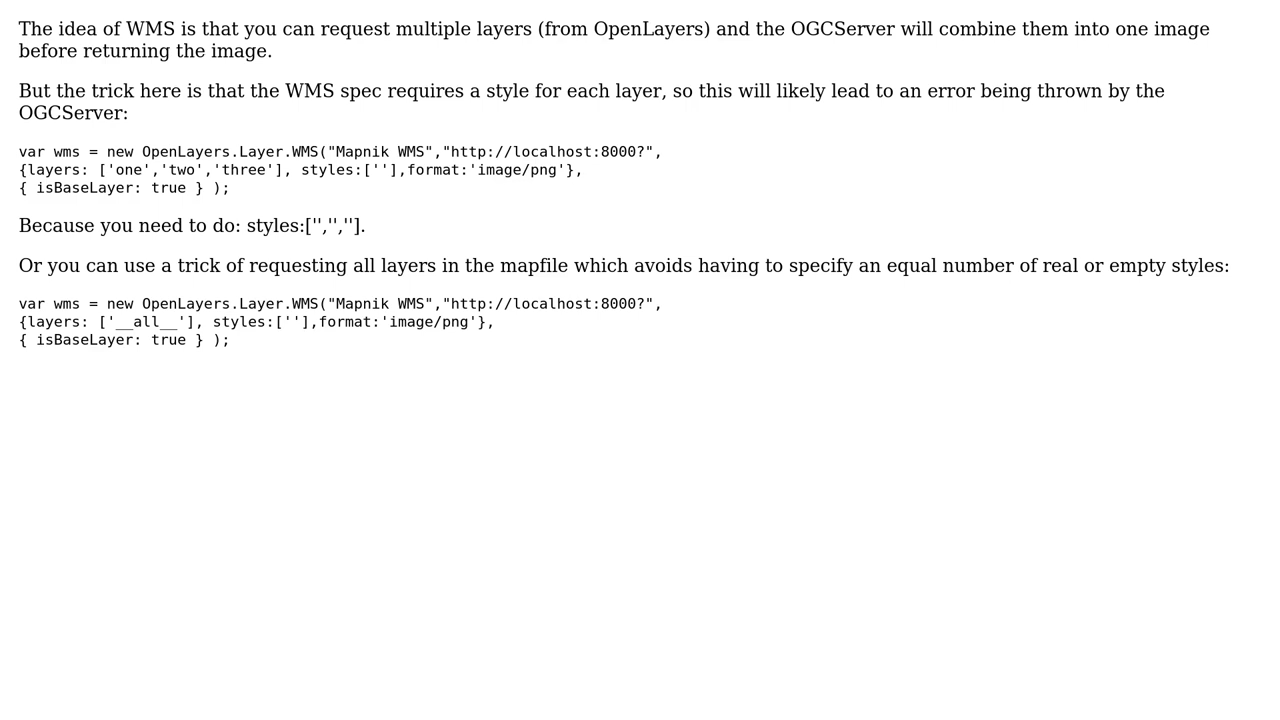 The idea of WMS is that you can request multiple layers (from OpenLayers) and the OGCServer will combine them into one image
before returning the image.
But the trick here is that the WMS spec requires a style for each layer, so this will likely lead to an error being thrown by the
OGCServer:
var wms = new OpenLayers.Layer.WMS("Mapnik WMS","http://localhost:8000?",
{layers: ['one','two','three'], styles:[''],format:'image/png'},
{ isBaseLayer: true } );
Because you need to do: styles:['','',''].
Or you can use a trick of requesting all layers in the mapfile which avoids having to specify an equal number of real or empty styles:
var wms = new OpenLayers.Layer.WMS("Mapnik WMS","http://localhost:8000?",
{layers: ['__all__'], styles:[''],format:'image/png'},
{ isBaseLayer: true } );